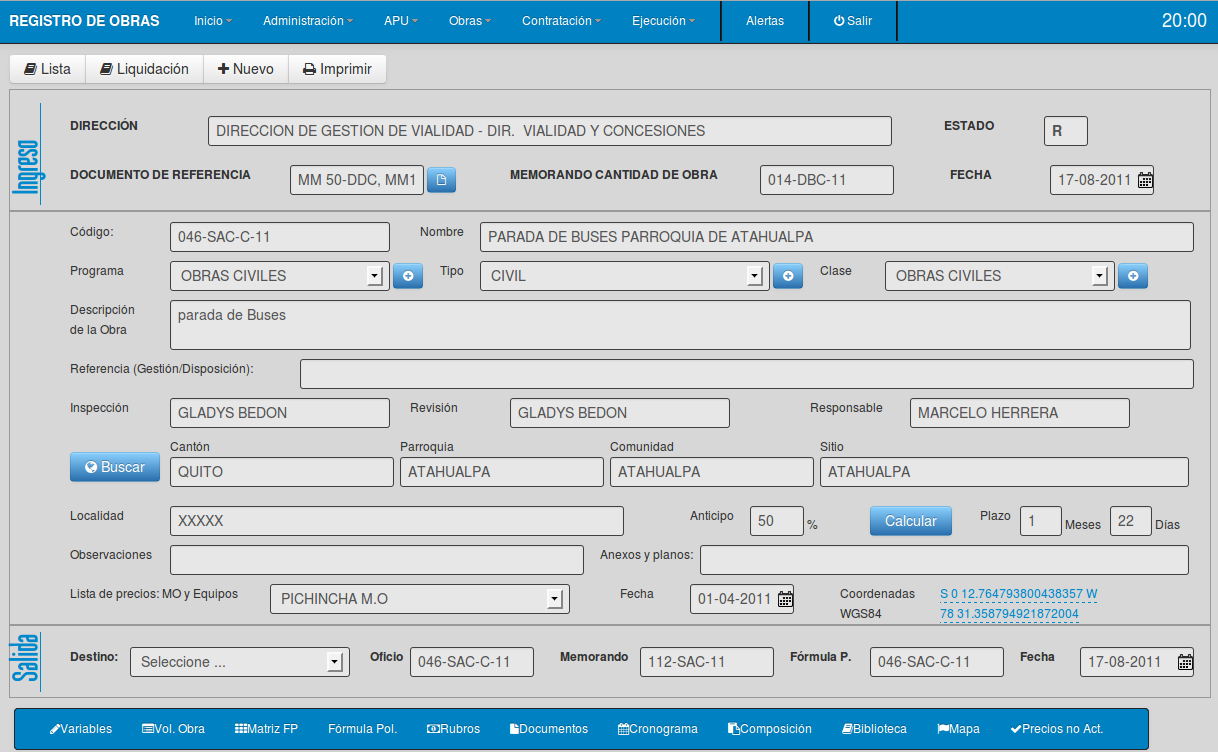 REGISTRO DE OBRAS Inicio Administración APU Obras Contratación Ejecución Alertas Salir 20:00
Lista Liquidación Nuevo Imprimir
Ingreso
DIRECCIÓN DIRECCION DE GESTION DE VIALIDAD - DIR. VIALIDAD Y CONCESIONES ESTADO R
DOCUMENTO DE REFERENCIA MM 50-DDC, MM1 MEMORANDO CANTIDAD DE OBRA 014-DBC-11 FECHA 17-08-2011
Código: 046-SAC-C-11 Nombre PARADA DE BUSES PARROQUIA DE ATAHUALPA
Programa OBRAS CIVILES Tipo CIVIL Clase OBRAS CIVILES
Descripción de la Obra parada de Buses
Referencia (Gestión/Disposición):
Inspección GLADYS BEDON Revisión GLADYS BEDON Responsable MARCELO HERRERA
Cantón Parroquia Comunidad Sitio
Buscar QUITO ATAHUALPA ATAHUALPA ATAHUALPA
Localidad XXXXX Anticipo 50 % Calcular Plazo 1 Meses 22 Días
Observaciones Anexos y planos:
Lista de precios: MO y Equipos PICHINCHA M.O Fecha 01-04-2011 Coordenadas WGS84 S 0 12.764793800438357 W 78 31.358794921872004
Salida
Destino: Seleccione ... Oficio 046-SAC-C-11 Memorando 112-SAC-11 Fórmula P. 046-SAC-C-11 Fecha 17-08-2011
Variables Vol. Obra Matriz FP Fórmula Pol. Rubros Documentos Cronograma Composición Biblioteca Mapa Precios no Act.